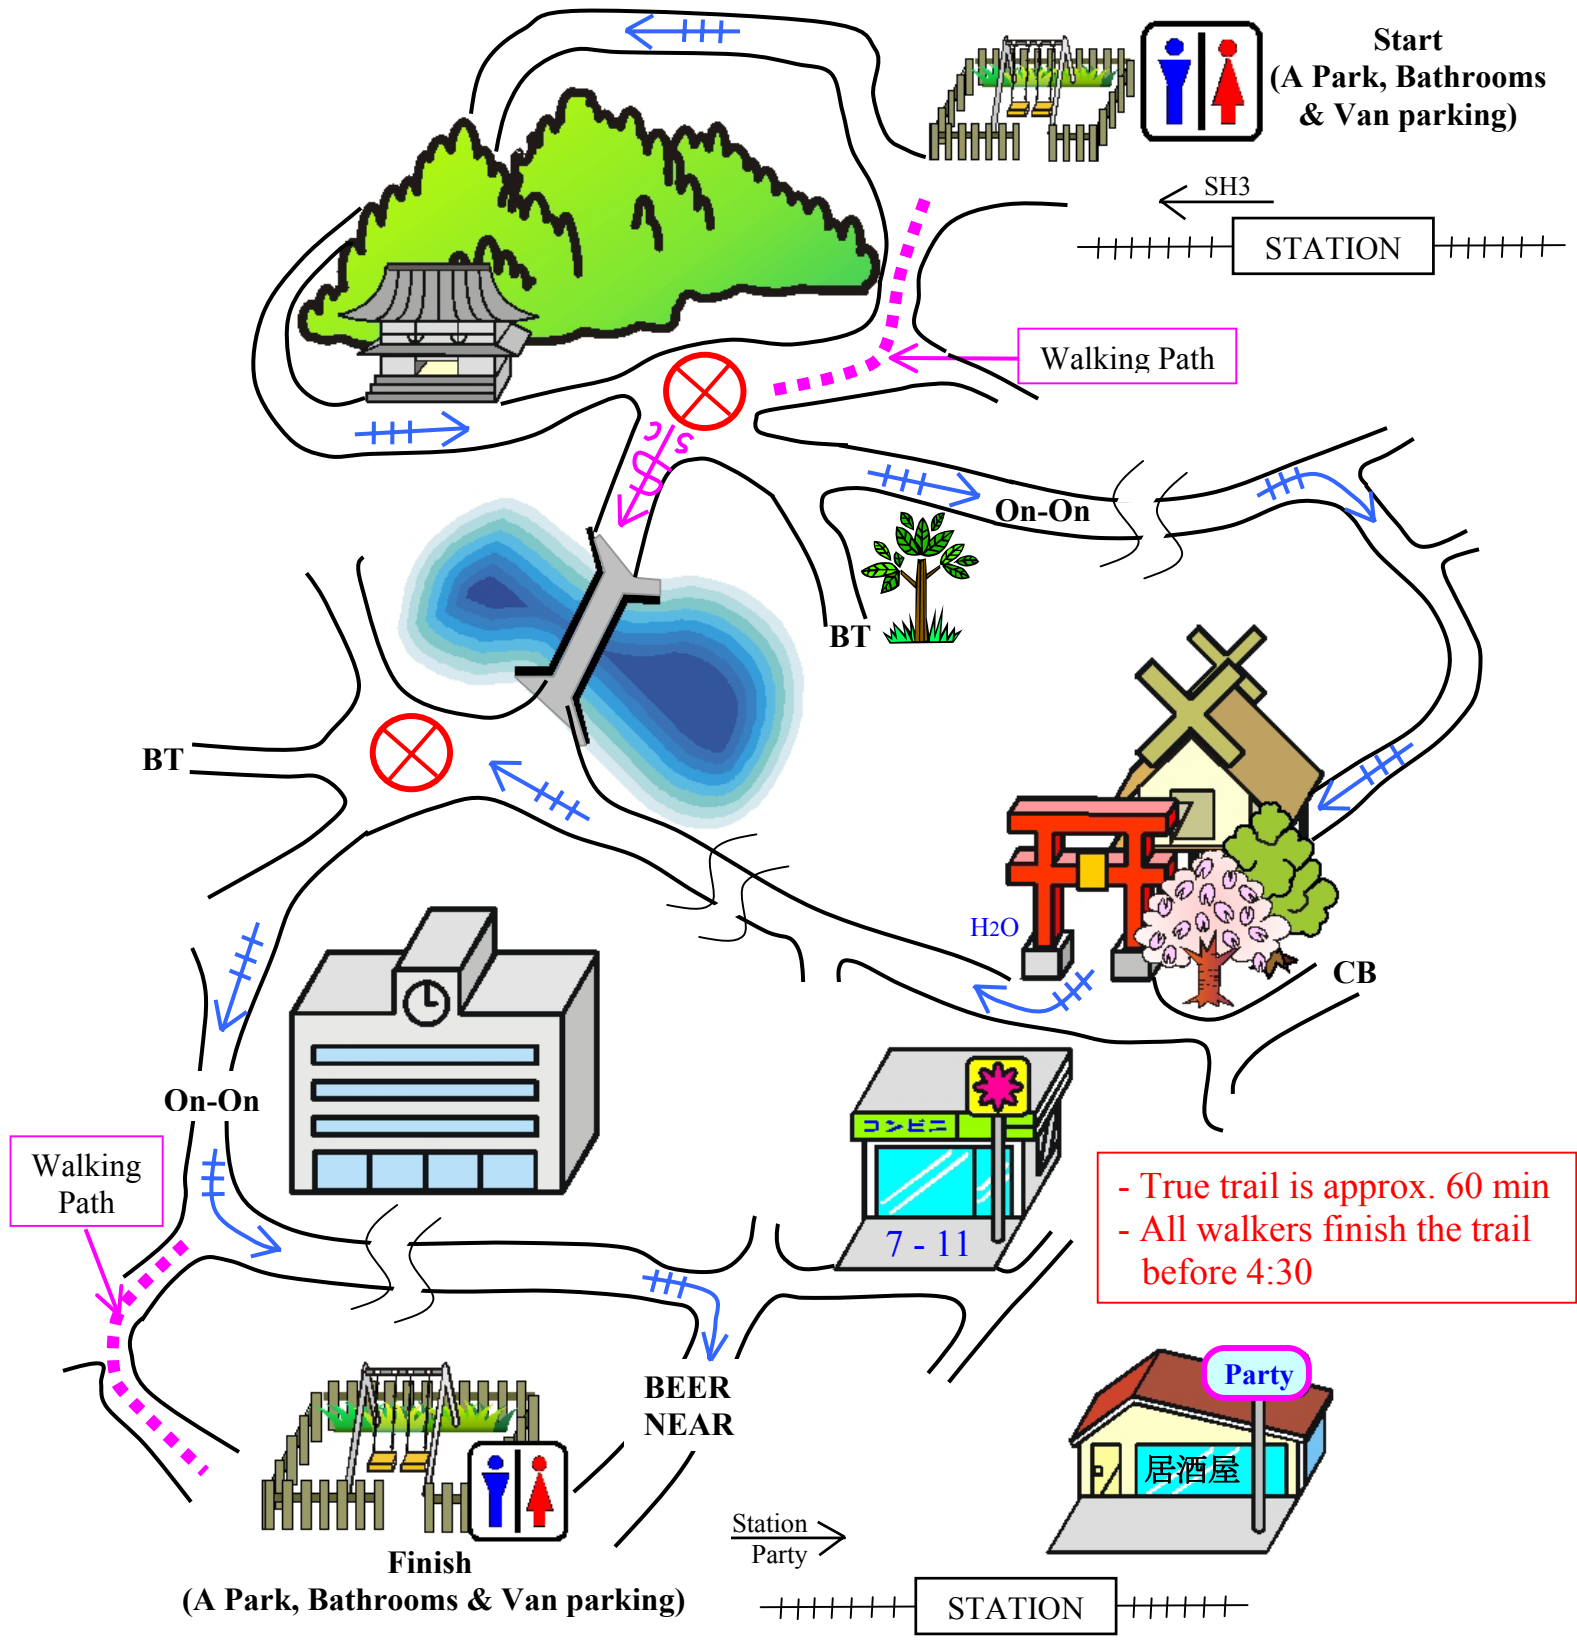 Start
(A Park, Bathrooms
& Van parking)
SH3
STATION
Walking Path
S/C
On-On
BT
BT
H2O
CB
On-On
Walking
Path
コンビニ
7 - 11
- True trail is approx. 60 min
- All walkers finish the trail
before 4:30
BEER
NEAR
Party
居酒屋
Station
Party
Finish
(A Park, Bathrooms & Van parking)
STATION